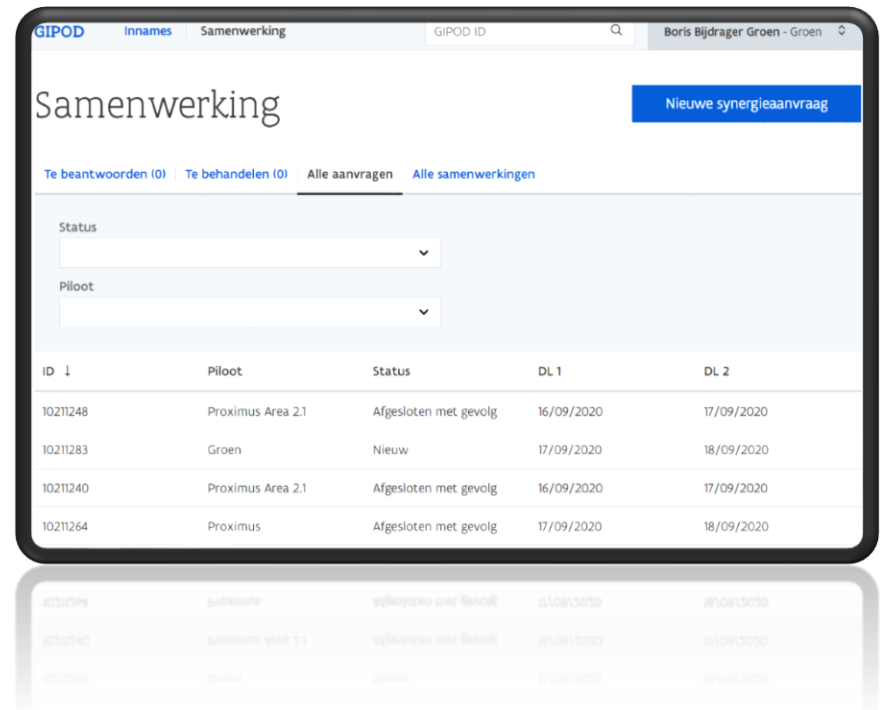 GIPOD Innames Samenwerking GIPOD ID Boris Bijdrager Groen - Groen
Samenwerking
Nieuwe synergieaanvraag
Te beantwoorden (0) Te behandelen (0) Alle aanvragen Alle samenwerkingen
Status
Piloot
ID ↓ Piloot Status DL 1 DL 2
10211248 Proximus Area 2.1 Afgesloten met gevolg 16/09/2020 17/09/2020
10211283 Groen Nieuw 17/09/2020 18/09/2020
10211240 Proximus Area 2.1 Afgesloten met gevolg 16/09/2020 17/09/2020
10211264 Proximus Afgesloten met gevolg 17/09/2020 18/09/2020